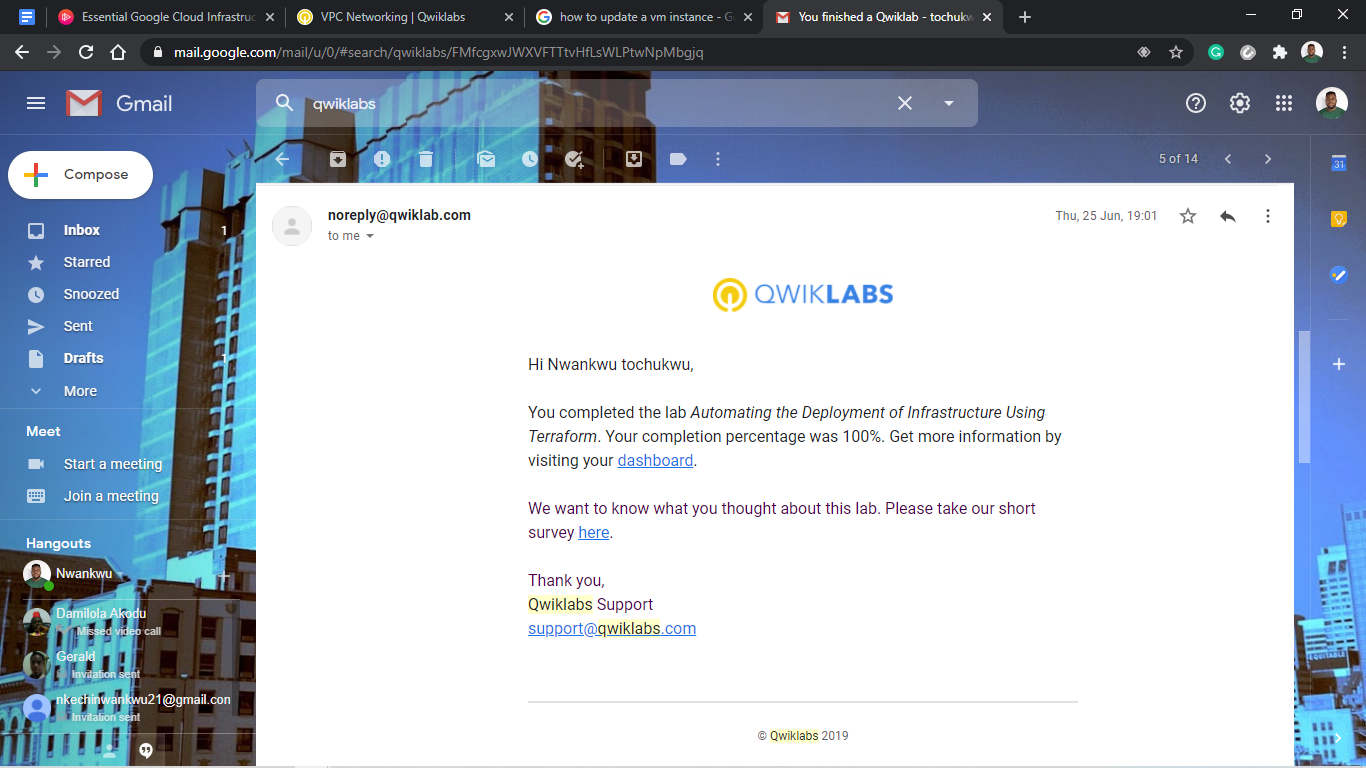 Essential Google Cloud Infrastruc
VPC Networking | Qwiklabs
how to update a vm instance - G
You finished a Qwiklab - tochukw
mail.google.com/mail/u/0/#search/qwiklabs/FMfcgxwJWXVFTTtvHfLsWLPtwNpMbgjq
Gmail
qwiklabs
Compose
5 of 14
31
Inbox 1
Starred
Snoozed
Sent
Drafts 1
More
Meet
Start a meeting
Join a meeting
Hangouts
Nwankwu
Damilola Akodu
Missed video call
Gerald
Invitation sent
nkechinwankwu21@gmail.con
Invitation sent
noreply@qwiklab.com
to me
Thu, 25 Jun, 19:01
QWIKLABS
Hi Nwankwu tochukwu,
You completed the lab Automating the Deployment of Infrastructure Using
Terraform. Your completion percentage was 100%. Get more information by
visiting your dashboard.
We want to know what you thought about this lab. Please take our short
survey here.
Thank you,
Qwiklabs Support
support@qwiklabs.com
© Qwiklabs 2019